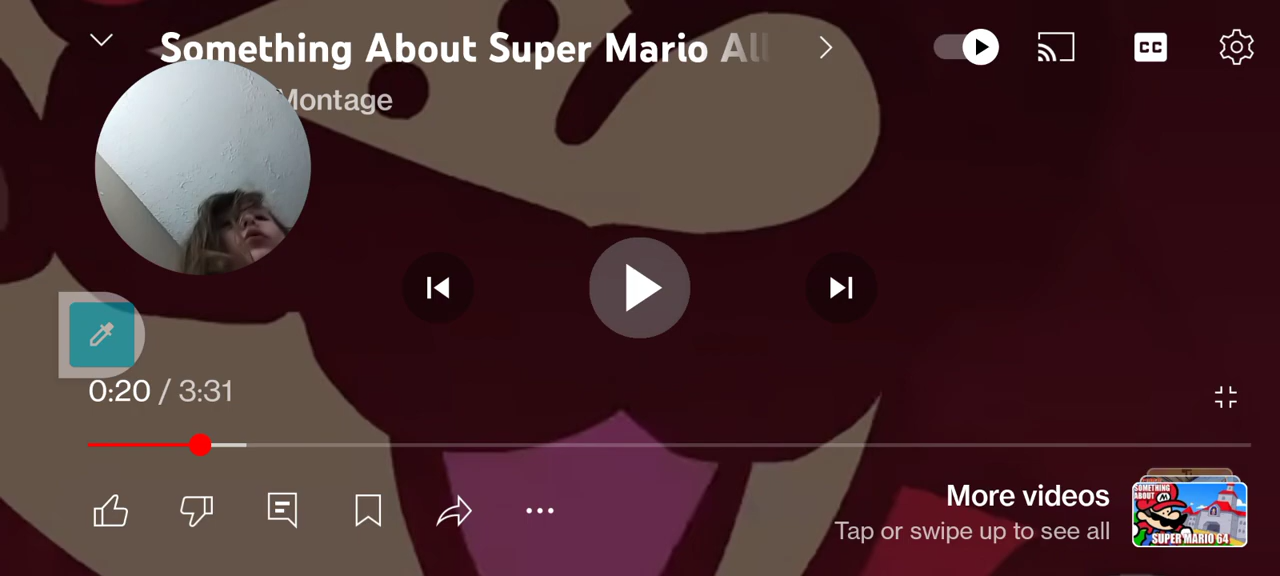 Something About Super Mario All
Montage
CC
0:20 / 3:31
More videos
Tap or swipe up to see all
SOMETHING
ABOUT
SUPER MARIO 64